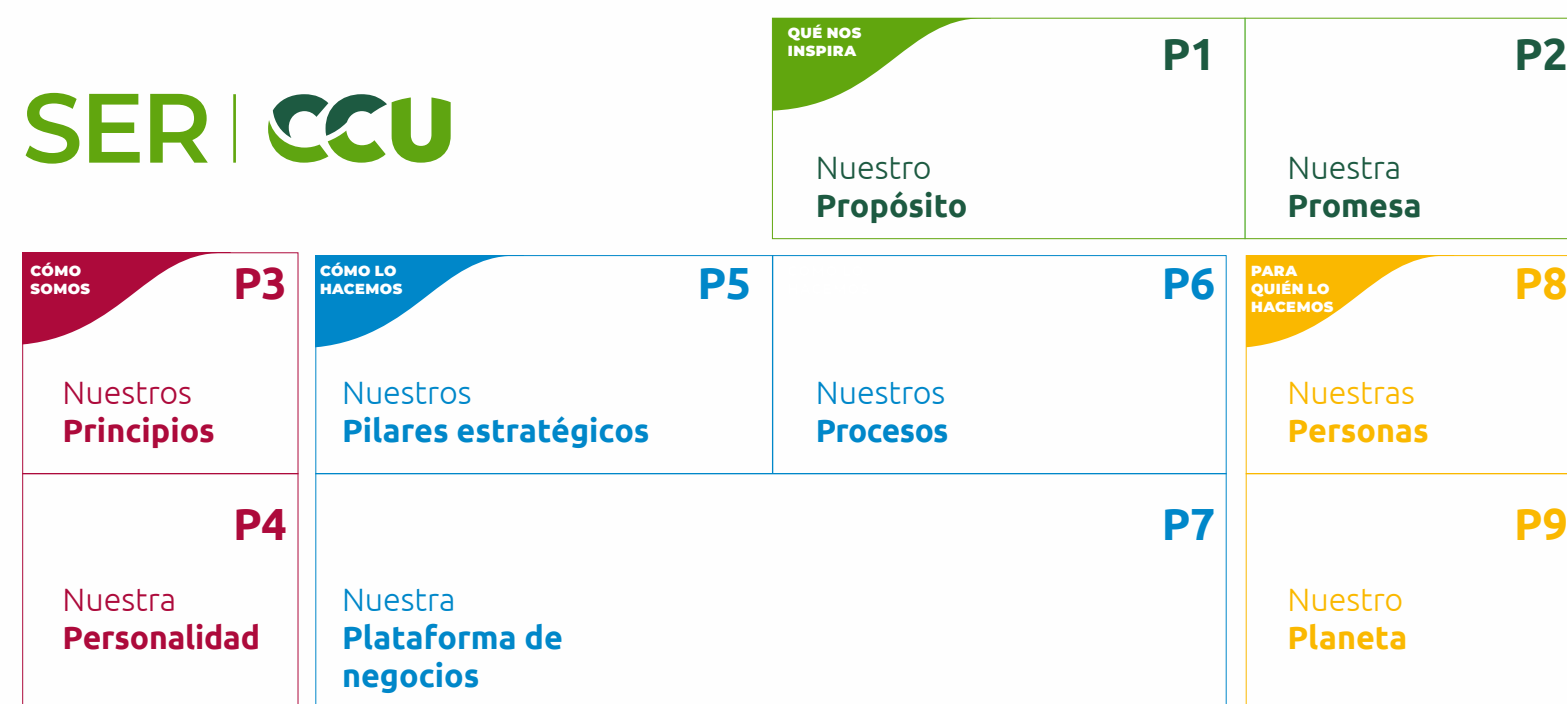 SER | CCU
QUÉ NOS
INSPIRA
P1
Nuestro
Propósito
P2
Nuestra
Promesa
CÓMO
SOMOS
P3
Nuestros
Principios
P4
Nuestra
Personalidad
CÓMO LO
HACEMOS
P5
Nuestros
Pilares estratégicos
P6
Nuestros
Procesos
P7
Nuestra
Plataforma de
negocios
PARA
QUIÉN LO
HACEMOS
P8
Nuestras
Personas
P9
Nuestro
Planeta